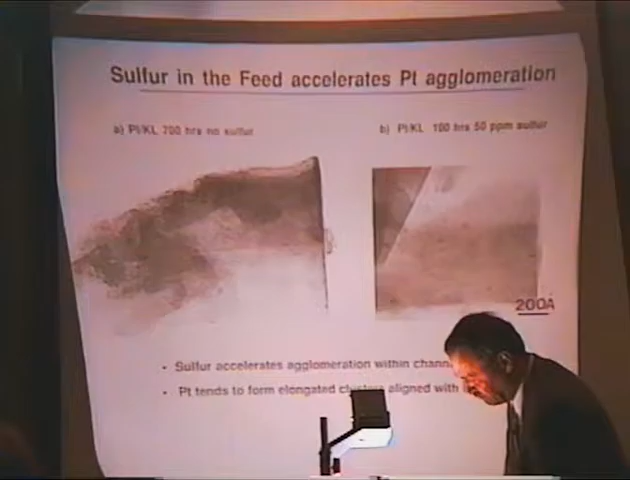 Sulfur in the Feed accelerates Pt agglomeration
a) Pt/KL 700 hrs no sulfur
b) Pt/KL 100 hrs 50 ppm sulfur
200Å
• Sulfur accelerates agglomeration within chann
• Pt tends to form elongated clusters aligned with